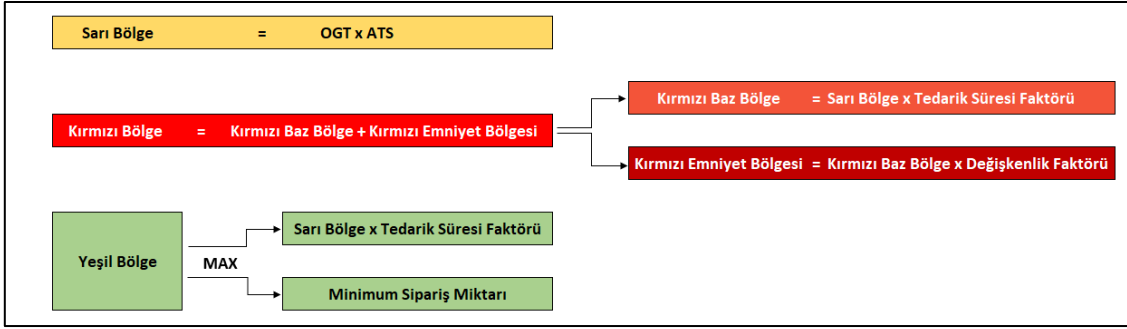 Sarı Bölge = OGT x ATS
Kırmızı Baz Bölge = Sarı Bölge x Tedarik Süresi Faktörü
Kırmızı Bölge = Kırmızı Baz Bölge + Kırmızı Emniyet Bölgesi
Kırmızı Emniyet Bölgesi = Kırmızı Baz Bölge x Değişkenlik Faktörü
Sarı Bölge x Tedarik Süresi Faktörü
Yeşil Bölge
MAX
Minimum Sipariş Miktarı